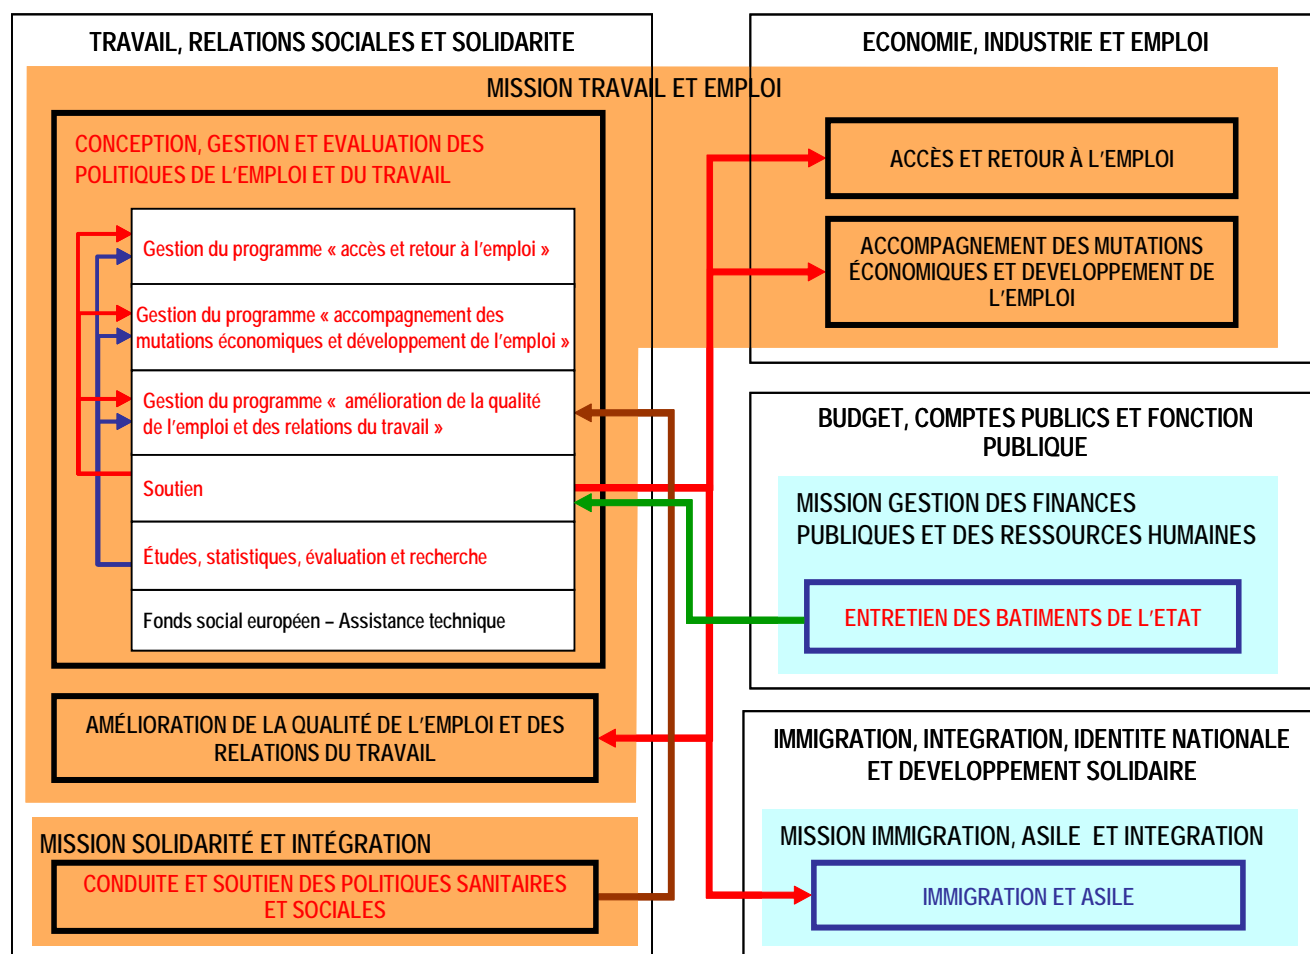 TRAVAIL, RELATIONS SOCIALES ET SOLIDARITE
MISSION TRAVAIL ET EMPLOI
CONCEPTION, GESTION ET EVALUATION DES
POLITIQUES DE L'EMPLOI ET DU TRAVAIL
Gestion du programme « accès et retour à l'emploi »
Gestion du programme « accompagnement des
mutations économiques et développement de l'emploi »
Gestion du programme « amélioration de la qualité
de l'emploi et des relations du travail »
Soutien
Études, statistiques, évaluation et recherche
Fonds social européen – Assistance technique
AMÉLIORATION DE LA QUALITÉ DE L'EMPLOI ET DES
RELATIONS DU TRAVAIL
MISSION SOLIDARITÉ ET INTÉGRATION
CONDUITE ET SOUTIEN DES POLITIQUES SANITAIRES
ET SOCIALES
ECONOMIE, INDUSTRIE ET EMPLOI
ACCÈS ET RETOUR À L'EMPLOI
ACCOMPAGNEMENT DES MUTATIONS
ÉCONOMIQUES ET DEVELOPPEMENT DE
L'EMPLOI
BUDGET, COMPTES PUBLICS ET FONCTION
PUBLIQUE
MISSION GESTION DES FINANCES
PUBLIQUES ET DES RESSOURCES HUMAINES
ENTRETIEN DES BATIMENTS DE L'ETAT
IMMIGRATION, INTEGRATION, IDENTITE NATIONALE
ET DEVELOPPEMENT SOLIDAIRE
MISSION IMMIGRATION, ASILE ET INTEGRATION
IMMIGRATION ET ASILE